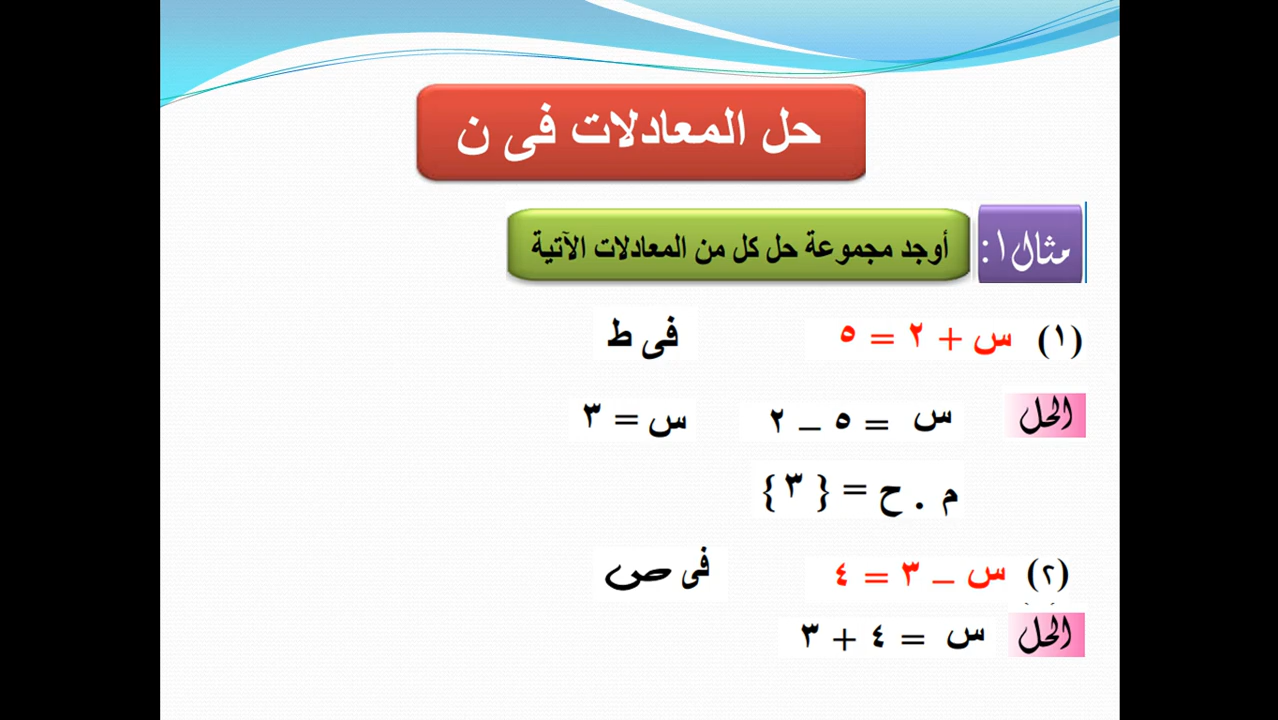 حل المعادلات فى ن
مثال ١: أوجد مجموعة حل كل من المعادلات الآتية
(١) س + ٢ = ٥ فى ط
الحل س = ٥ – ٢ س = ٣
م . ح = { ٣ }
(٢) س – ٣ = ٤ فى ص
الحل س = ٤ + ٣